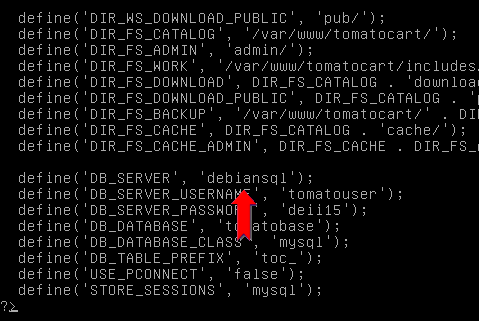 define('DIR_WS_DOWNLOAD_PUBLIC', 'pub/');
define('DIR_FS_CATALOG', '/var/www/tomatocart/');
define('DIR_FS_ADMIN', 'admin/');
define('DIR_FS_WORK', '/var/www/tomatocart/includes.
define('DIR_FS_DOWNLOAD', DIR_FS_CATALOG . 'downloa
define('DIR_FS_DOWNLOAD_PUBLIC', DIR_FS_CATALOG . '
define('DIR_FS_BACKUP', '/var/www/tomatocart/' . DI
define('DIR_FS_CACHE', DIR_FS_CATALOG . 'cache/');
define('DIR_FS_CACHE_ADMIN', DIR_FS_CACHE . DIR_FS_
define('DB_SERVER', 'debiansql');
define('DB_SERVER_USERNAME', 'tomatouser');
define('DB_SERVER_PASSWORD', 'deii15');
define('DB_DATABASE', 'tomatobase');
define('DB_DATABASE_CLASS', 'mysql');
define('DB_TABLE_PREFIX', 'toc_');
define('USE_PCONNECT', 'false');
define('STORE_SESSIONS', 'mysql');
?>